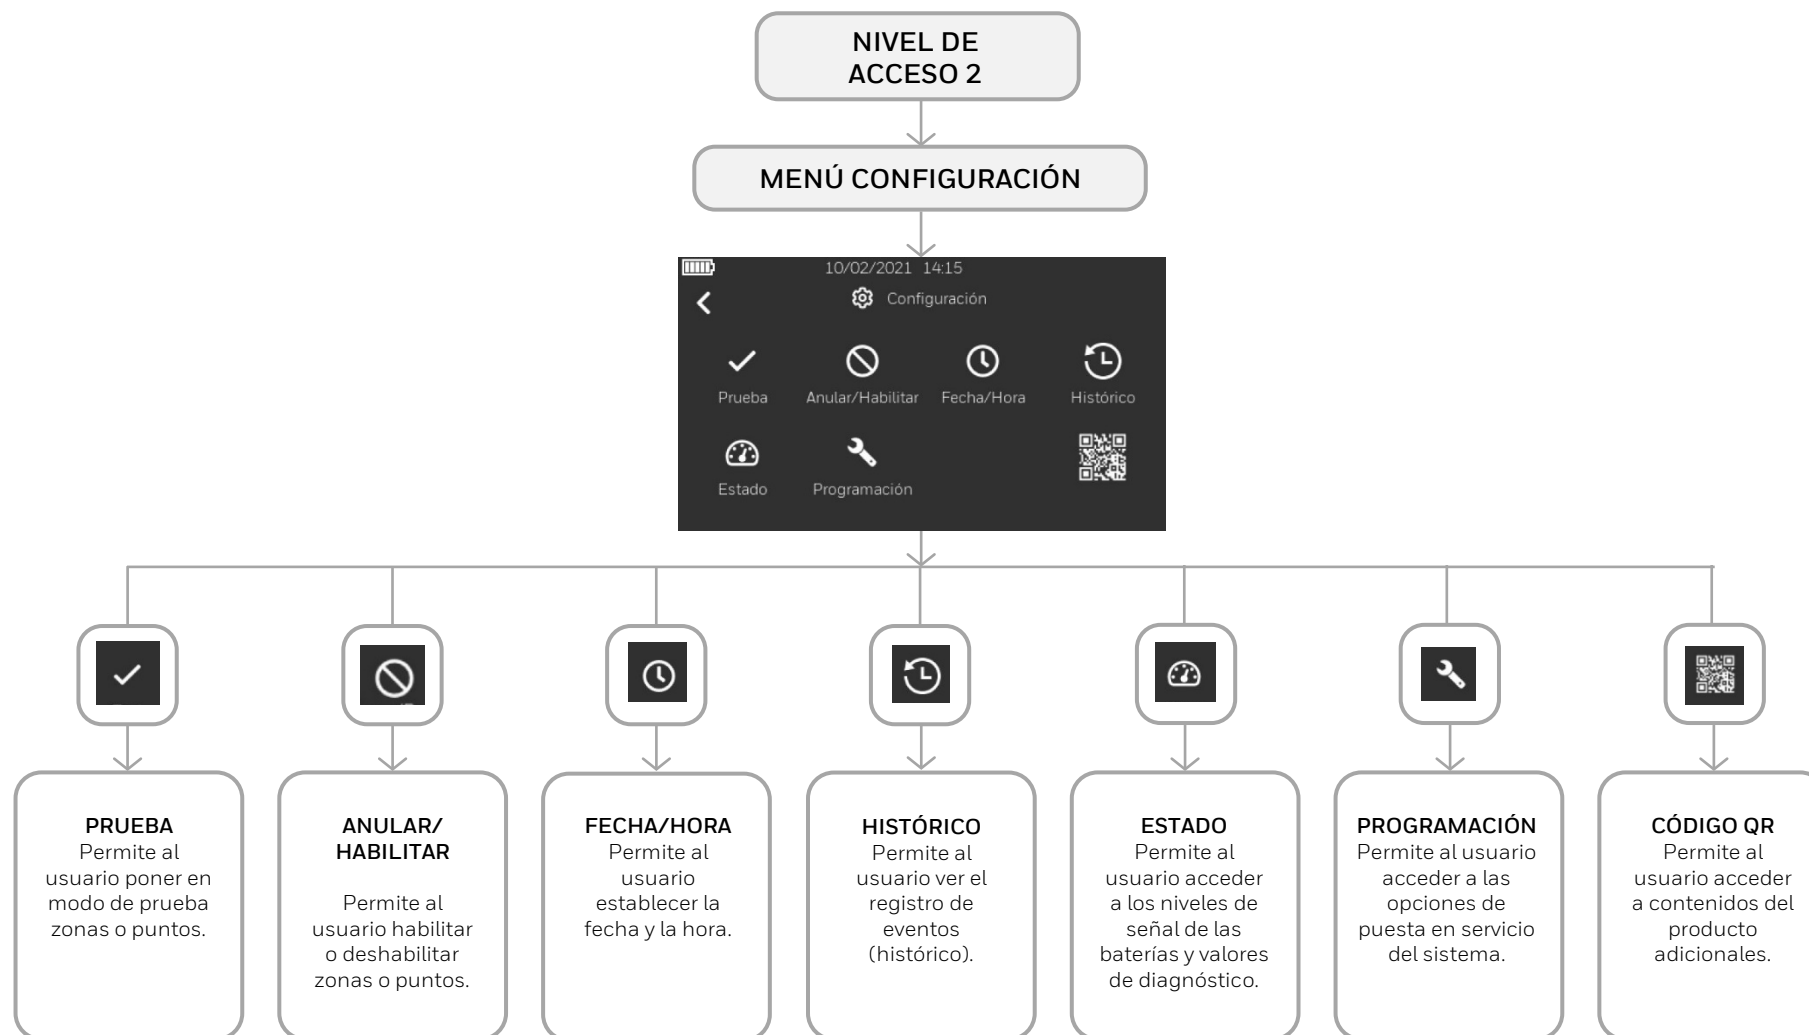 NIVEL DE
ACCESO 2
MENÚ CONFIGURACIÓN
10/02/2021 14:15
Configuración
Prueba
Anular/Habilitar
Fecha/Hora
Histórico
Estado
Programación
PRUEBA
Permite al
usuario poner en
modo de prueba
zonas o puntos.
ANULAR/
HABILITAR
Permite al
usuario habilitar
o deshabilitar
zonas o puntos.
FECHA/HORA
Permite al
usuario
establecer la
fecha y la hora.
HISTÓRICO
Permite al
usuario ver el
registro de
eventos
(histórico).
ESTADO
Permite al
usuario acceder
a los niveles de
señal de las
baterías y valores
de diagnóstico.
PROGRAMACIÓN
Permite al usuario
acceder a las
opciones de
puesta en servicio
del sistema.
CÓDIGO QR
Permite al
usuario acceder
a contenidos del
producto
adicionales.